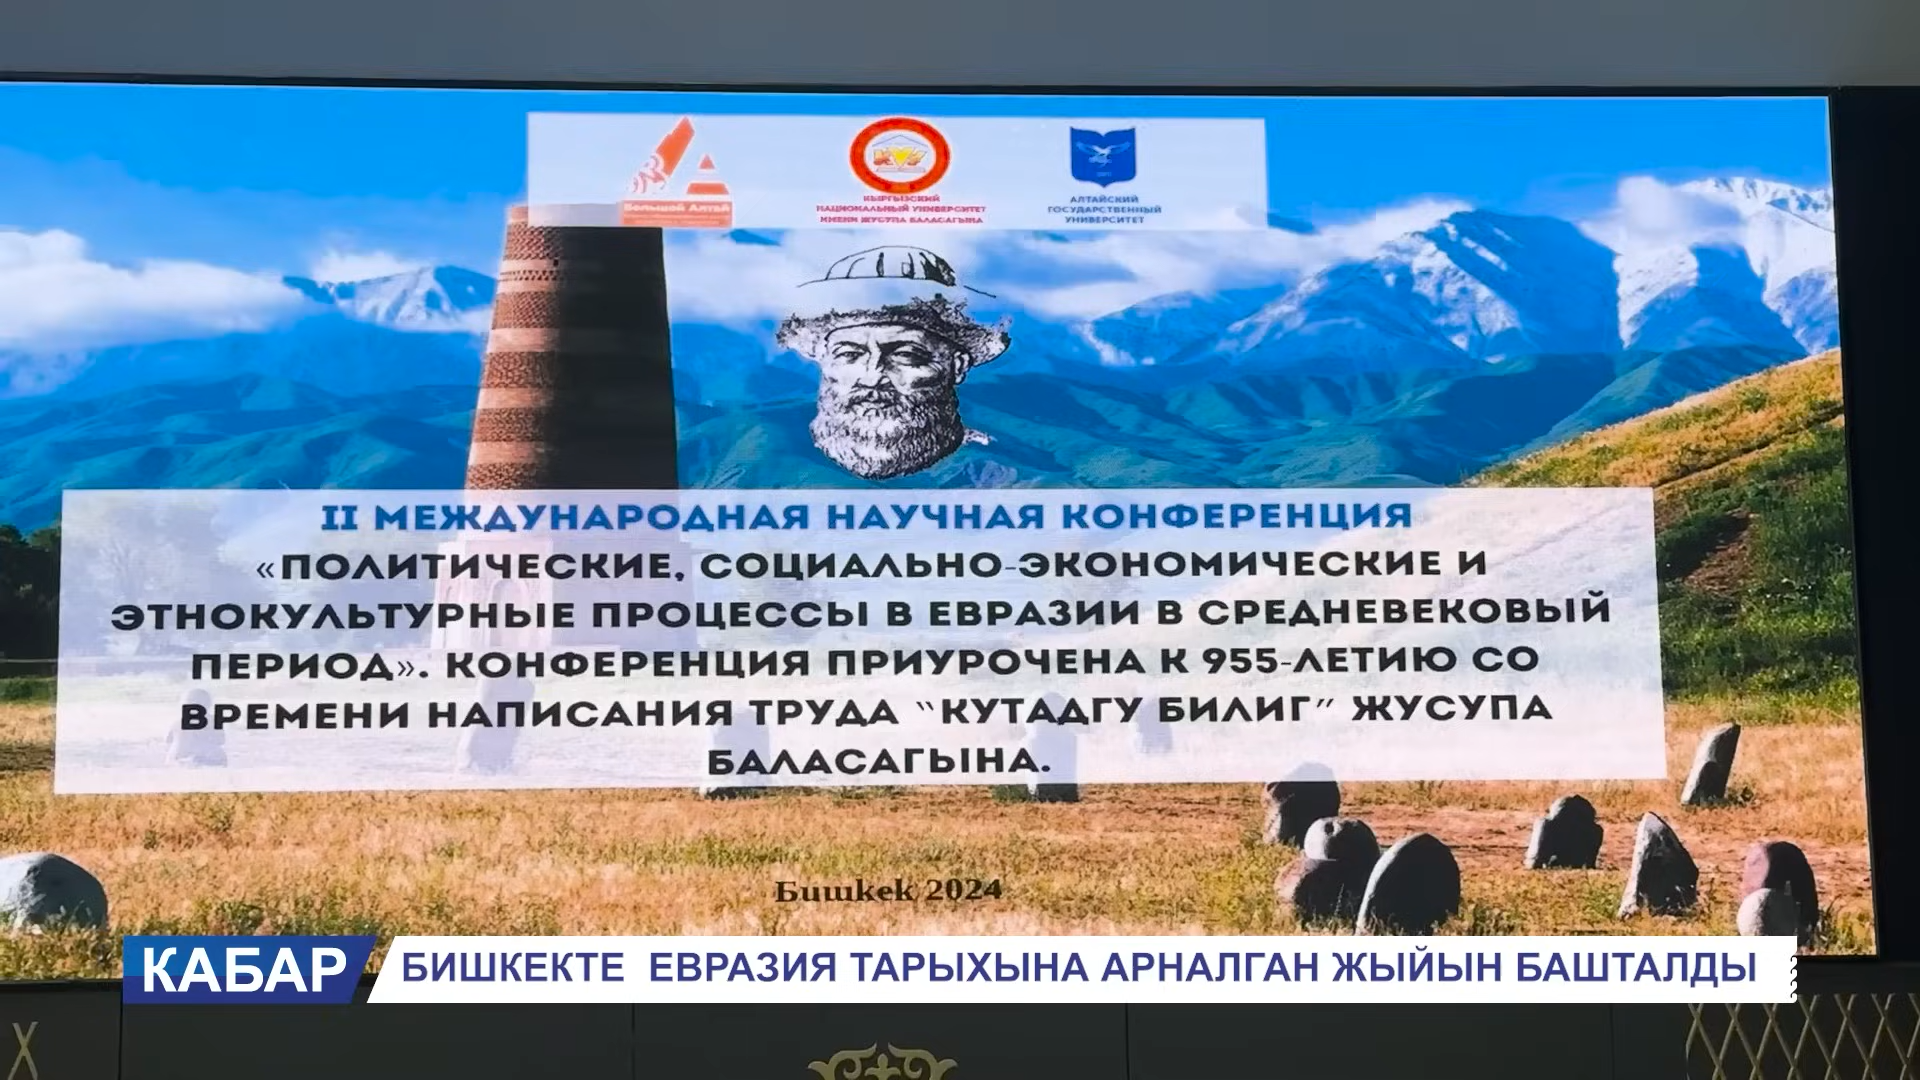 Большой Алтай
КЫРГЫЗСКИЙ
НАЦИОНАЛЬНЫЙ УНИВЕРСИТЕТ
ИМЕНИ ЖУСУПА БАЛАСАГЫНА
АЛТАЙСКИЙ
ГОСУДАРСТВЕННЫЙ
УНИВЕРСИТЕТ
II МЕЖДУНАРОДНАЯ НАУЧНАЯ КОНФЕРЕНЦИЯ
«ПОЛИТИЧЕСКИЕ, СОЦИАЛЬНО-ЭКОНОМИЧЕСКИЕ И
ЭТНОКУЛЬТУРНЫЕ ПРОЦЕССЫ В ЕВРАЗИИ В СРЕДНЕВЕКОВЫЙ
ПЕРИОД». КОНФЕРЕНЦИЯ ПРИУРОЧЕНА К 955-ЛЕТИЮ СО
ВРЕМЕНИ НАПИСАНИЯ ТРУДА "КУТАДГУ БИЛИГ" ЖУСУПА
БАЛАСАГЫНА.
Бишкек 2024
КАБАР
БИШКЕКТЕ ЕВРАЗИЯ ТАРЫХЫНА АРНАЛГАН ЖЫЙЫН БАШТАЛДЫ